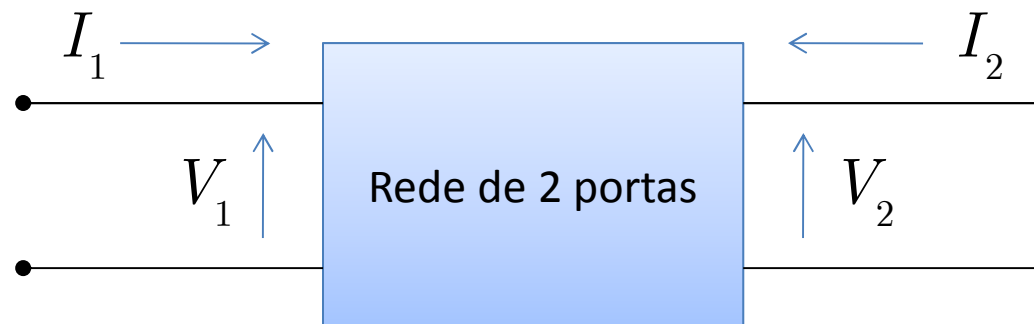 I₁
I₂
V₁
Rede de 2 portas
V₂